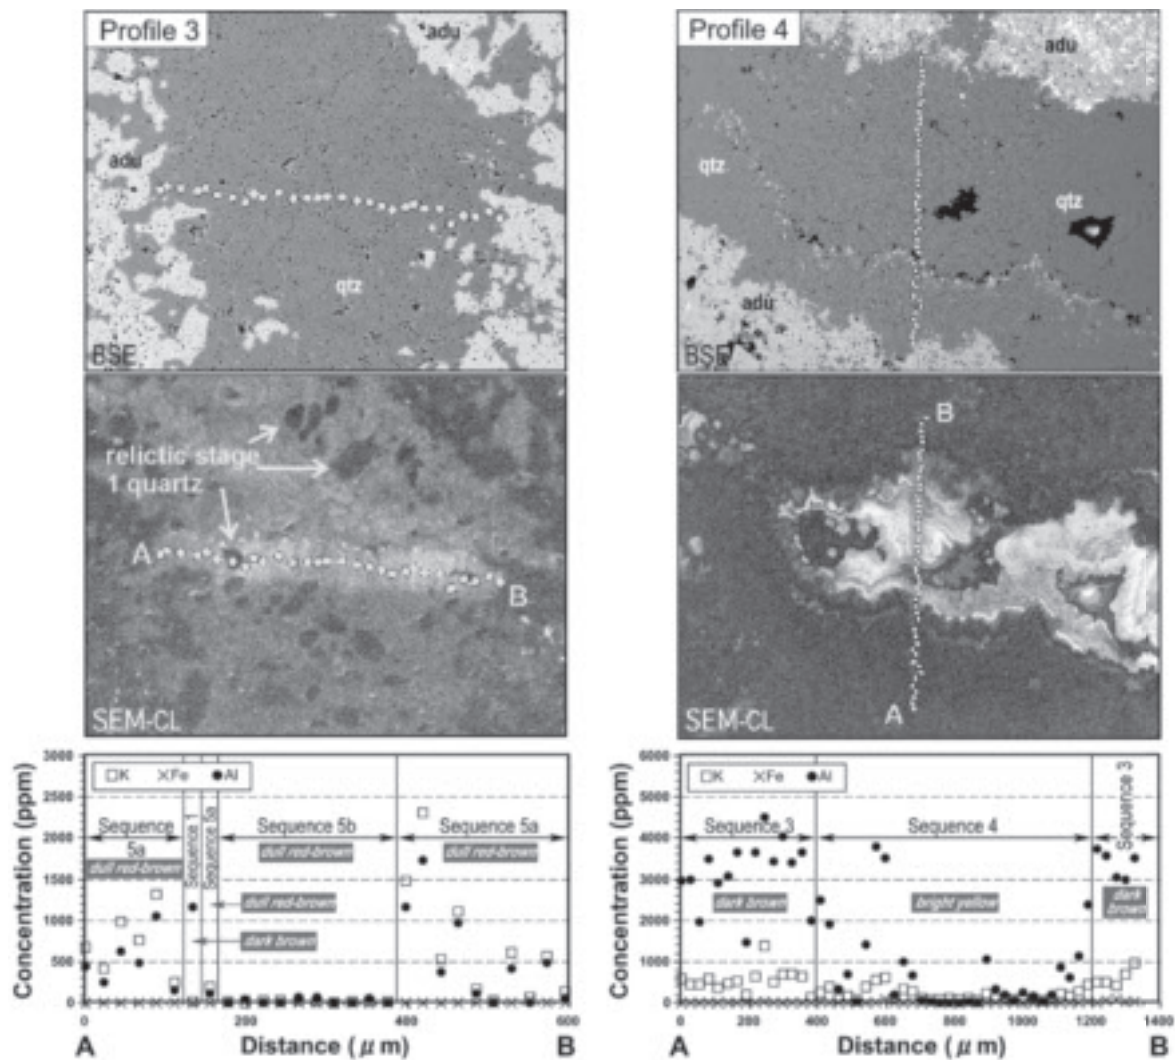 Profile 3
adu
adu
qtz
BSE
relictic stage
1 quartz
A
B
SEM-CL
Concentration (ppm)
3000
2500
2000
1500
1000
500
0
□K ×Fe ●Al
Sequence
5a
dull red-brown
Sequence 1
Sequence 5a
Sequence 5b
dull red-brown
Sequence 5a
dull red-brown
dull red-brown
dark brown
0 200 400 600
A Distance (μm) B
Profile 4
adu
qtz
qtz
adu
BSE
B
A
SEM-CL
Concentration (ppm)
6000
5000
4000
3000
2000
1000
0
□K ×Fe ●Al
Sequence 3
Sequence 4
Sequence 3
dark brown
bright yellow
dark
brown
0 200 400 600 800 1000 1200 1400
A Distance (μm) B